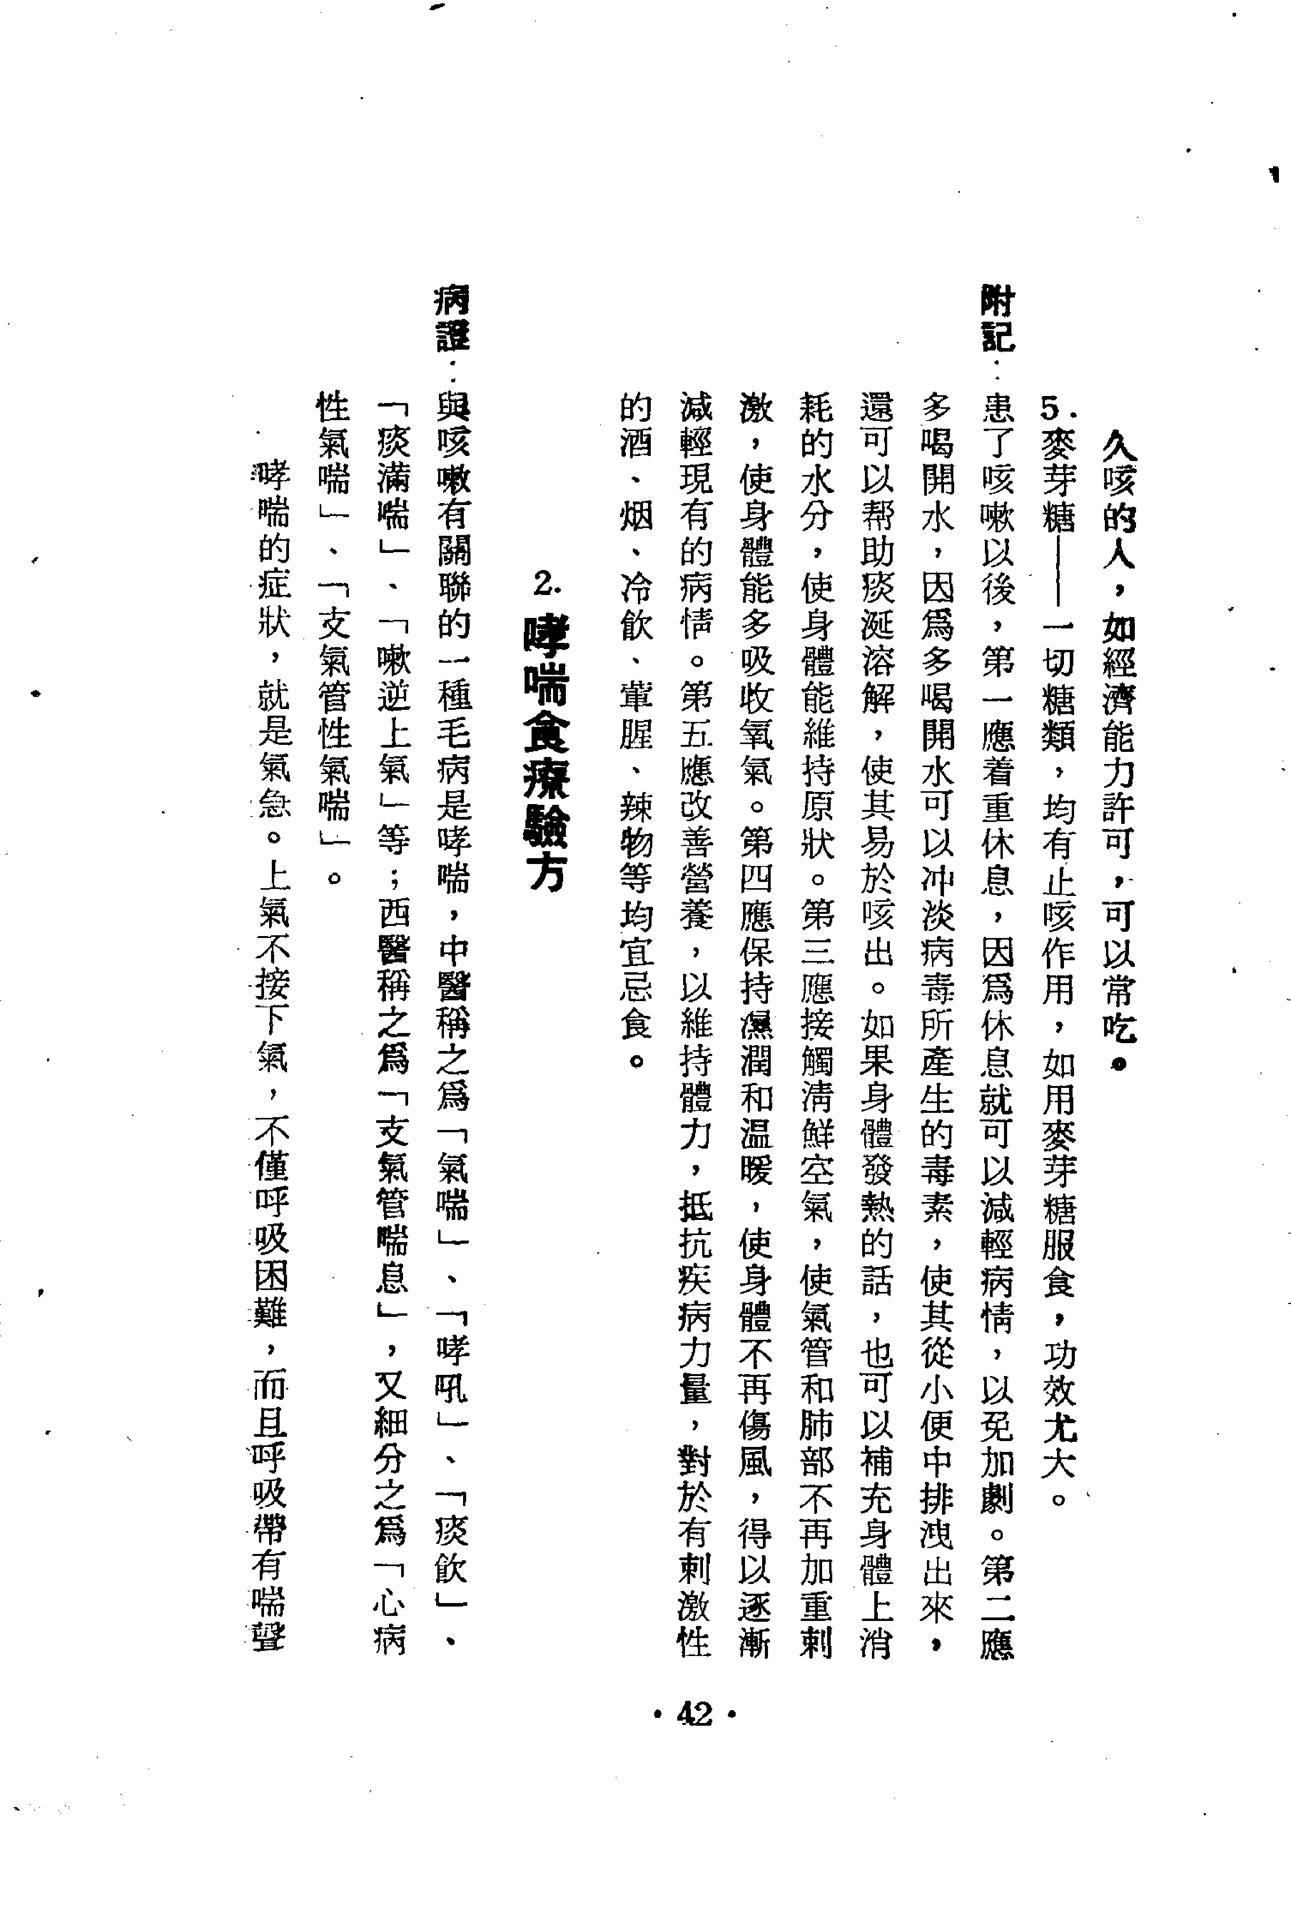 久咳的人，如經濟能力許可，可以常吃。
5.麥芽糖——一切糖類，均有止咳作用，如用麥芽糖服食，功效尤大。
附記：患了咳嗽以後，第一應着重休息，因爲休息就可以減輕病情，以免加劇。第二應
多喝開水，因爲多喝開水可以冲淡病毒所產生的毒素，使其從小便中排洩出來，
還可以帮助痰涎溶解，使其易於咳出。如果身體發熱的話，也可以補充身體上消
耗的水分，使身體能維持原狀。第三應接觸清鮮空氣，使氣管和肺部不再加重刺
激，使身體能多吸收氧氣。第四應保持濕潤和温暖，使身體不再傷風，得以逐漸
減輕現有的病情。第五應改善營養，以維持體力，抵抗疾病力量，對於有刺激性
的酒、烟、冷飲、葷腥、辣物等均宜忌食。
2.哮喘食療驗方
病證：與咳嗽有關聯的一種毛病是哮喘，中醫稱之爲「氣喘」、「哮吼」、「痰飲」、
「痰滿喘」、「嗽逆上氣」等；西醫稱之爲「支氣管喘息」，又細分之爲「心病
性氣喘」、「支氣管性氣喘」。
哮喘的症狀，就是氣急。上氣不接下氣，不僅呼吸困難，而且呼吸帶有喘聲
·42·